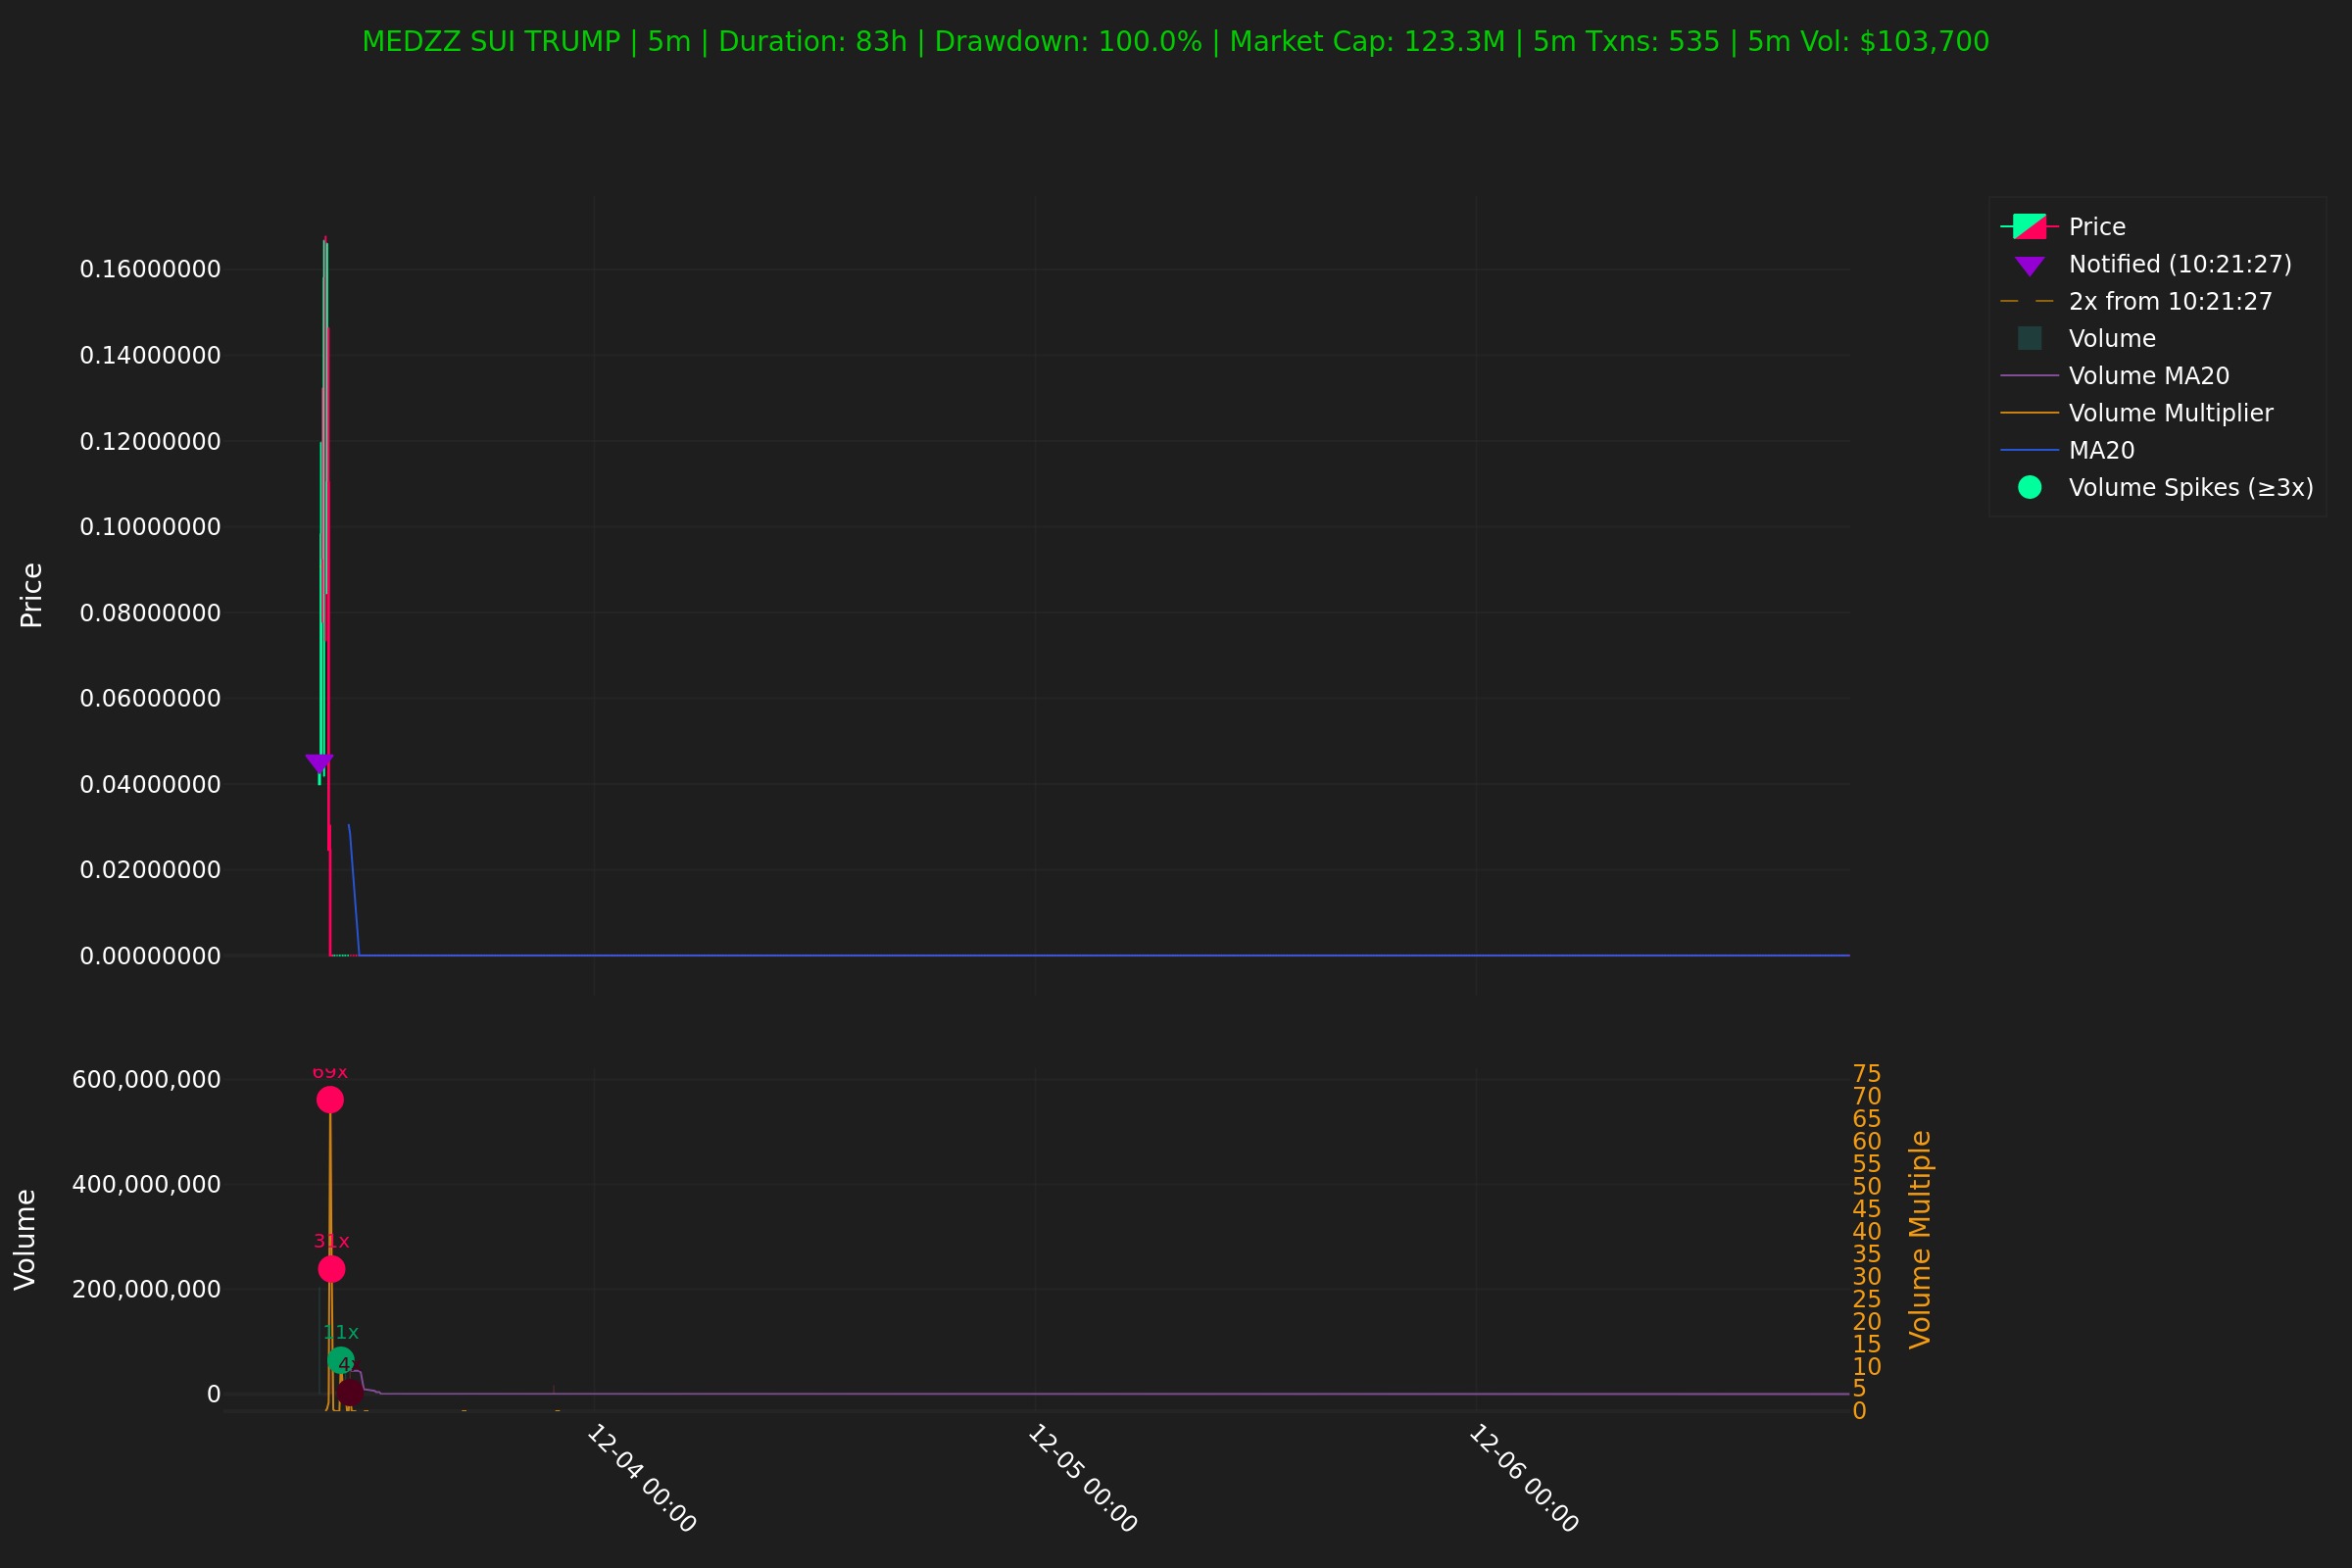 MEDZZ SUI TRUMP | 5m | Duration: 83h | Drawdown: 100.0% | Market Cap: 123.3M | 5m Txns: 535 | 5m Vol: $103,700
Price
Notified (10:21:27)
2x from 10:21:27
Volume
Volume MA20
Volume Multiplier
MA20
Volume Spikes (≥3x)
Price
0.16000000
0.14000000
0.12000000
0.10000000
0.08000000
0.06000000
0.04000000
0.02000000
0.00000000
Volume
600,000,000
400,000,000
200,000,000
0
69x
31x
11x
75
70
65
60
55
50
45
40
35
30
25
20
15
10
5
0
Volume Multiple
12-04 00:00
12-05 00:00
12-06 00:00